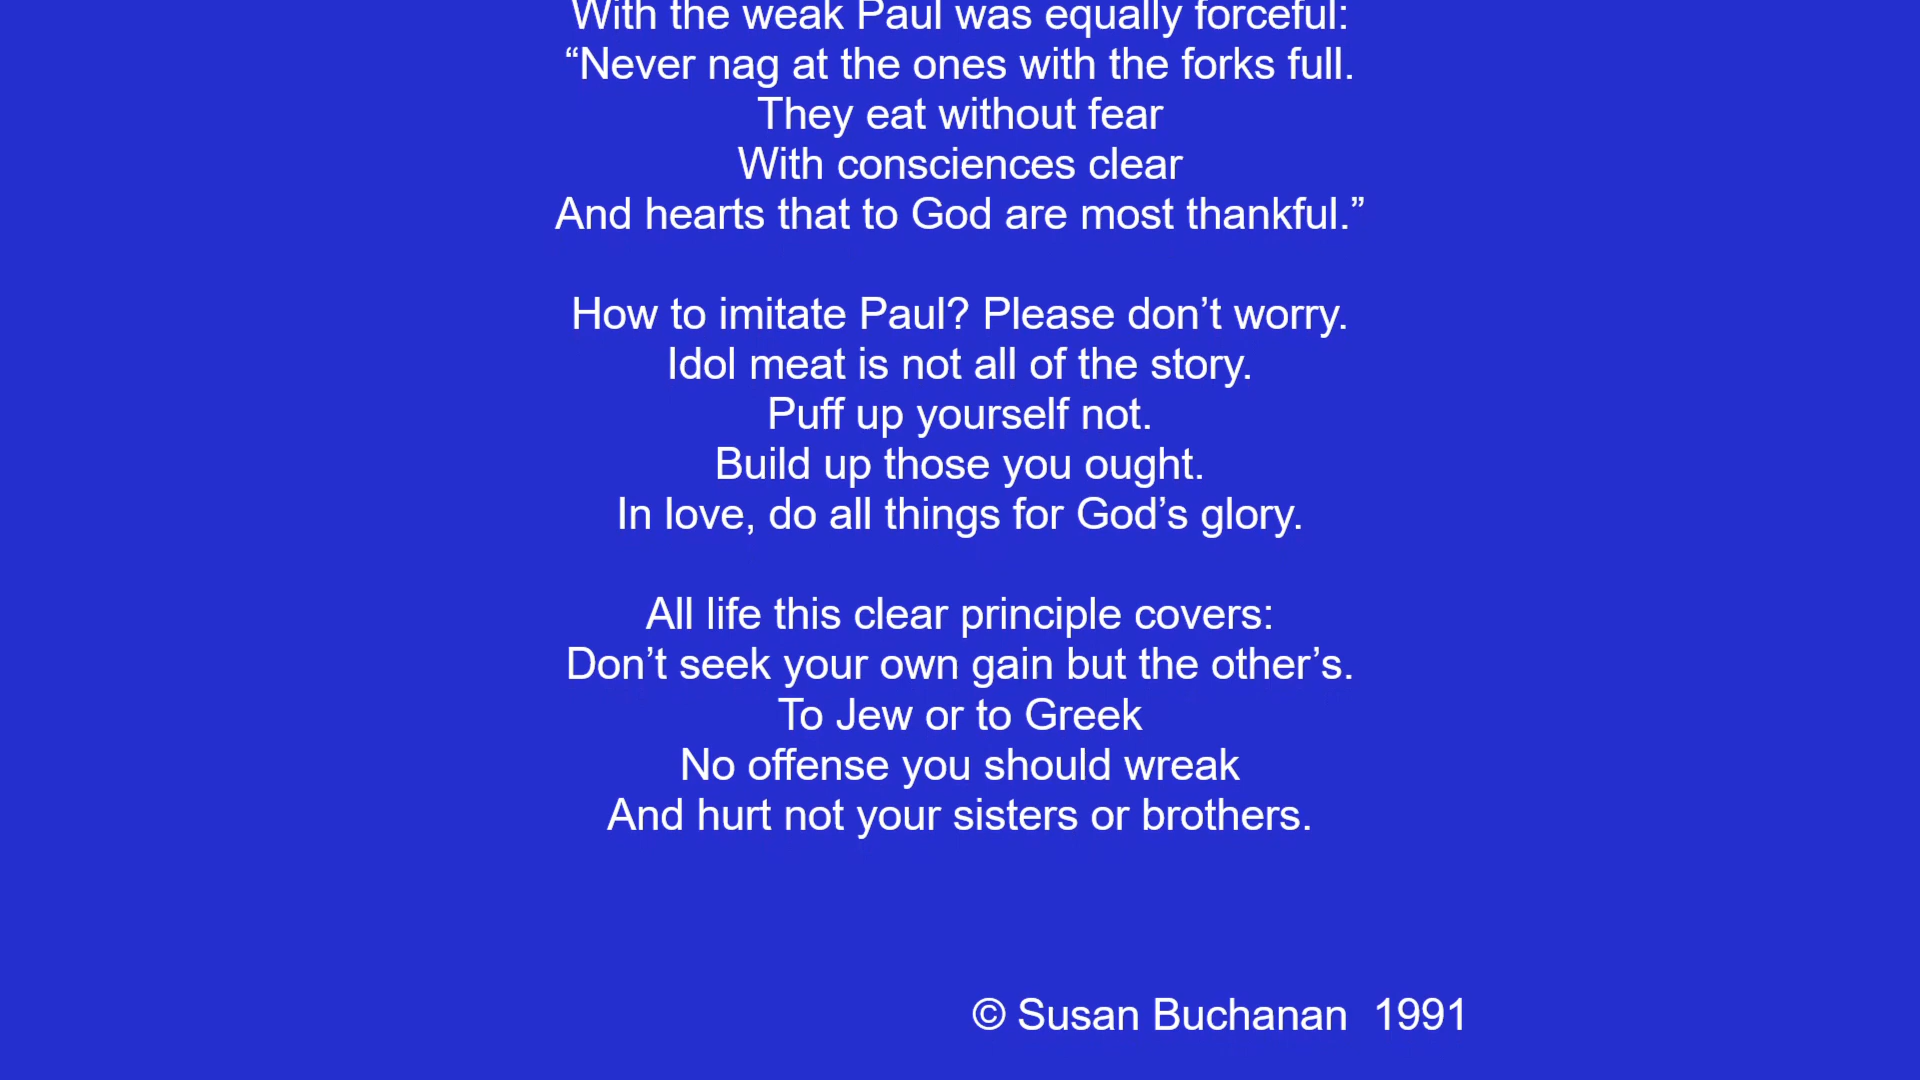 With the weak Paul was equally forceful:
“Never nag at the ones with the forks full.
They eat without fear
With consciences clear
And hearts that to God are most thankful.”
How to imitate Paul? Please don’t worry.
Idol meat is not all of the story.
Puff up yourself not.
Build up those you ought.
In love, do all things for God’s glory.
All life this clear principle covers:
Don’t seek your own gain but the other’s.
To Jew or to Greek
No offense you should wreak
And hurt not your sisters or brothers.
© Susan Buchanan 1991